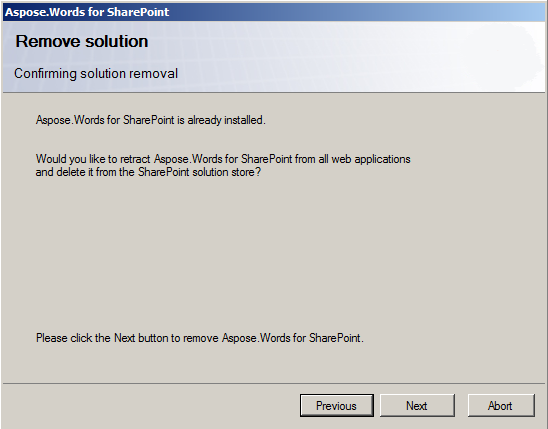 Aspose.Words for SharePoint
Remove solution
Confirming solution removal
Aspose.Words for SharePoint is already installed.
Would you like to retract Aspose.Words for SharePoint from all web applications
and delete it from the SharePoint solution store?
Please click the Next button to remove Aspose.Words for SharePoint.
Previous
Next
Abort